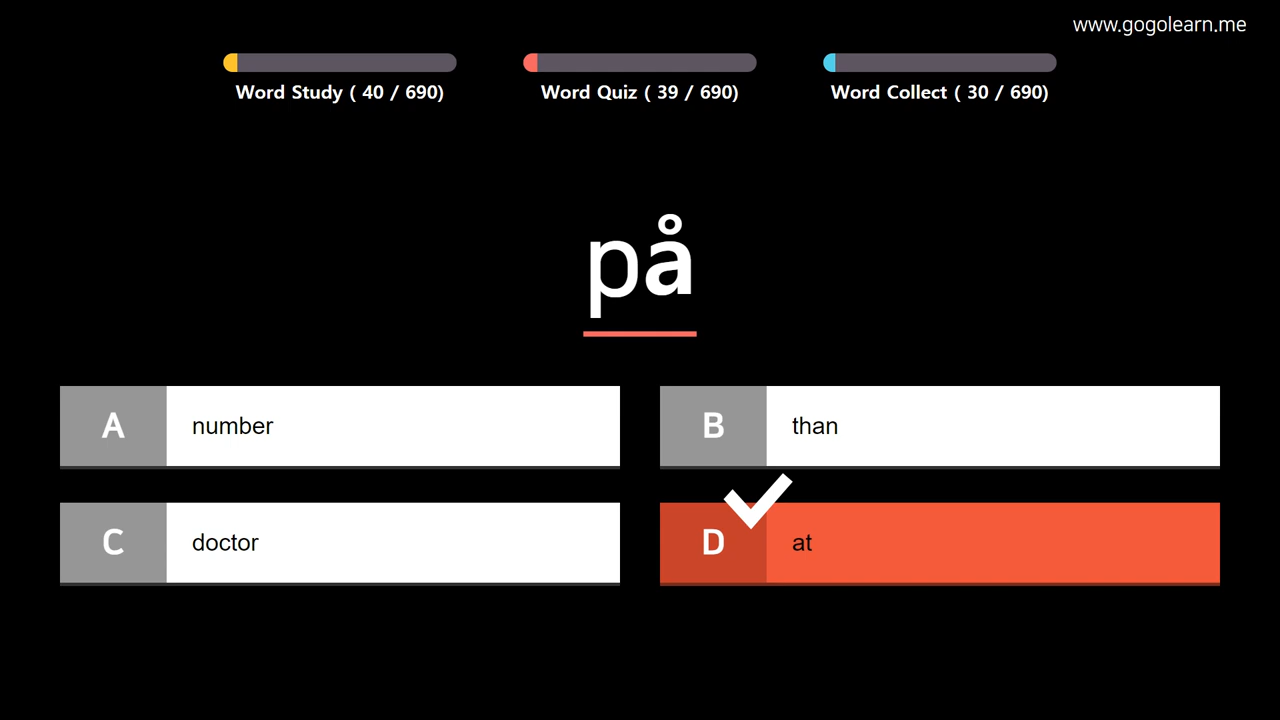 www.gogolearn.me
Word Study ( 40 / 690)
Word Quiz ( 39 / 690)
Word Collect ( 30 / 690)
på
A number
B than
C doctor
D at